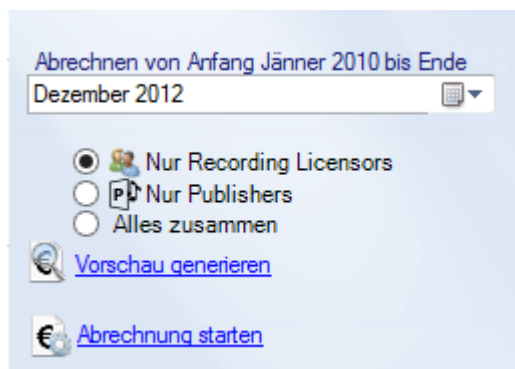 Abrechnen von Anfang Jänner 2010 bis Ende
Dezember 2012
Nur Recording Licensors
Nur Publishers
Alles zusammen
Vorschau generieren
Abrechnung starten